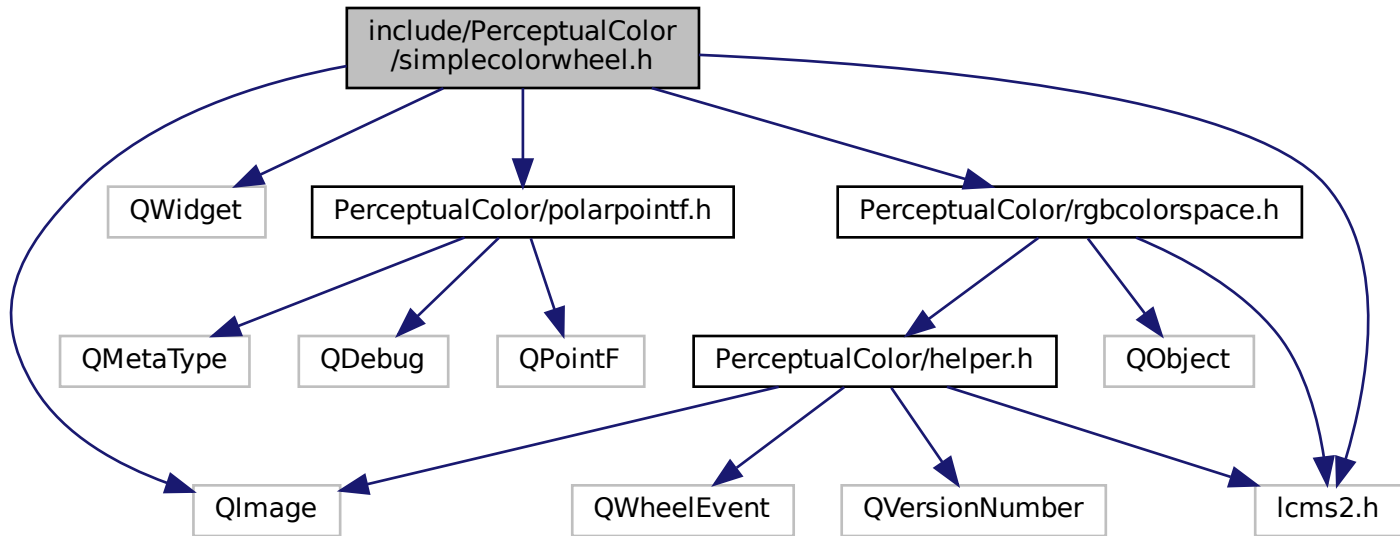 include/PerceptualColor
/simplecolorwheel.h
QWidget
PerceptualColor/polarpointf.h
PerceptualColor/rgbcolorspace.h
QMetaType
QDebug
QPointF
PerceptualColor/helper.h
QObject
QImage
QWheelEvent
QVersionNumber
lcms2.h